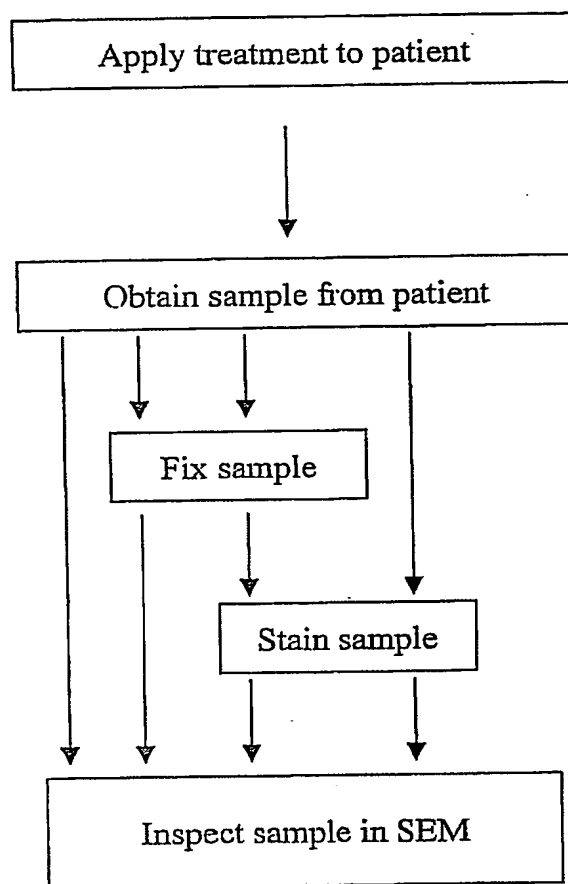 Apply treatment to patient
Obtain sample from patient
Fix sample
Stain sample
Inspect sample in SEM